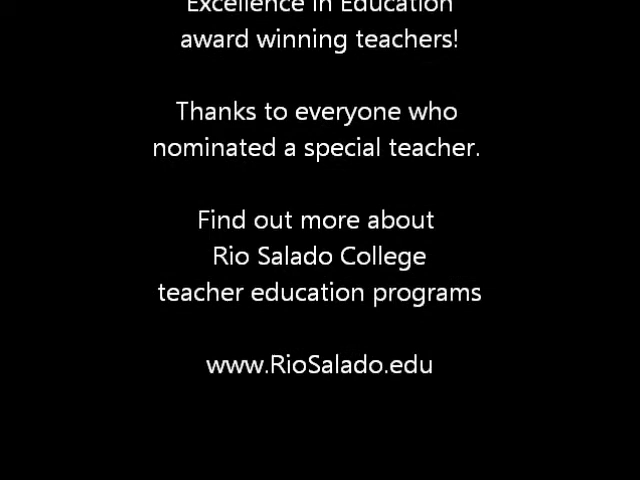 Excellence in Education
award winning teachers!
Thanks to everyone who
nominated a special teacher.
Find out more about
Rio Salado College
teacher education programs
www.RioSalado.edu